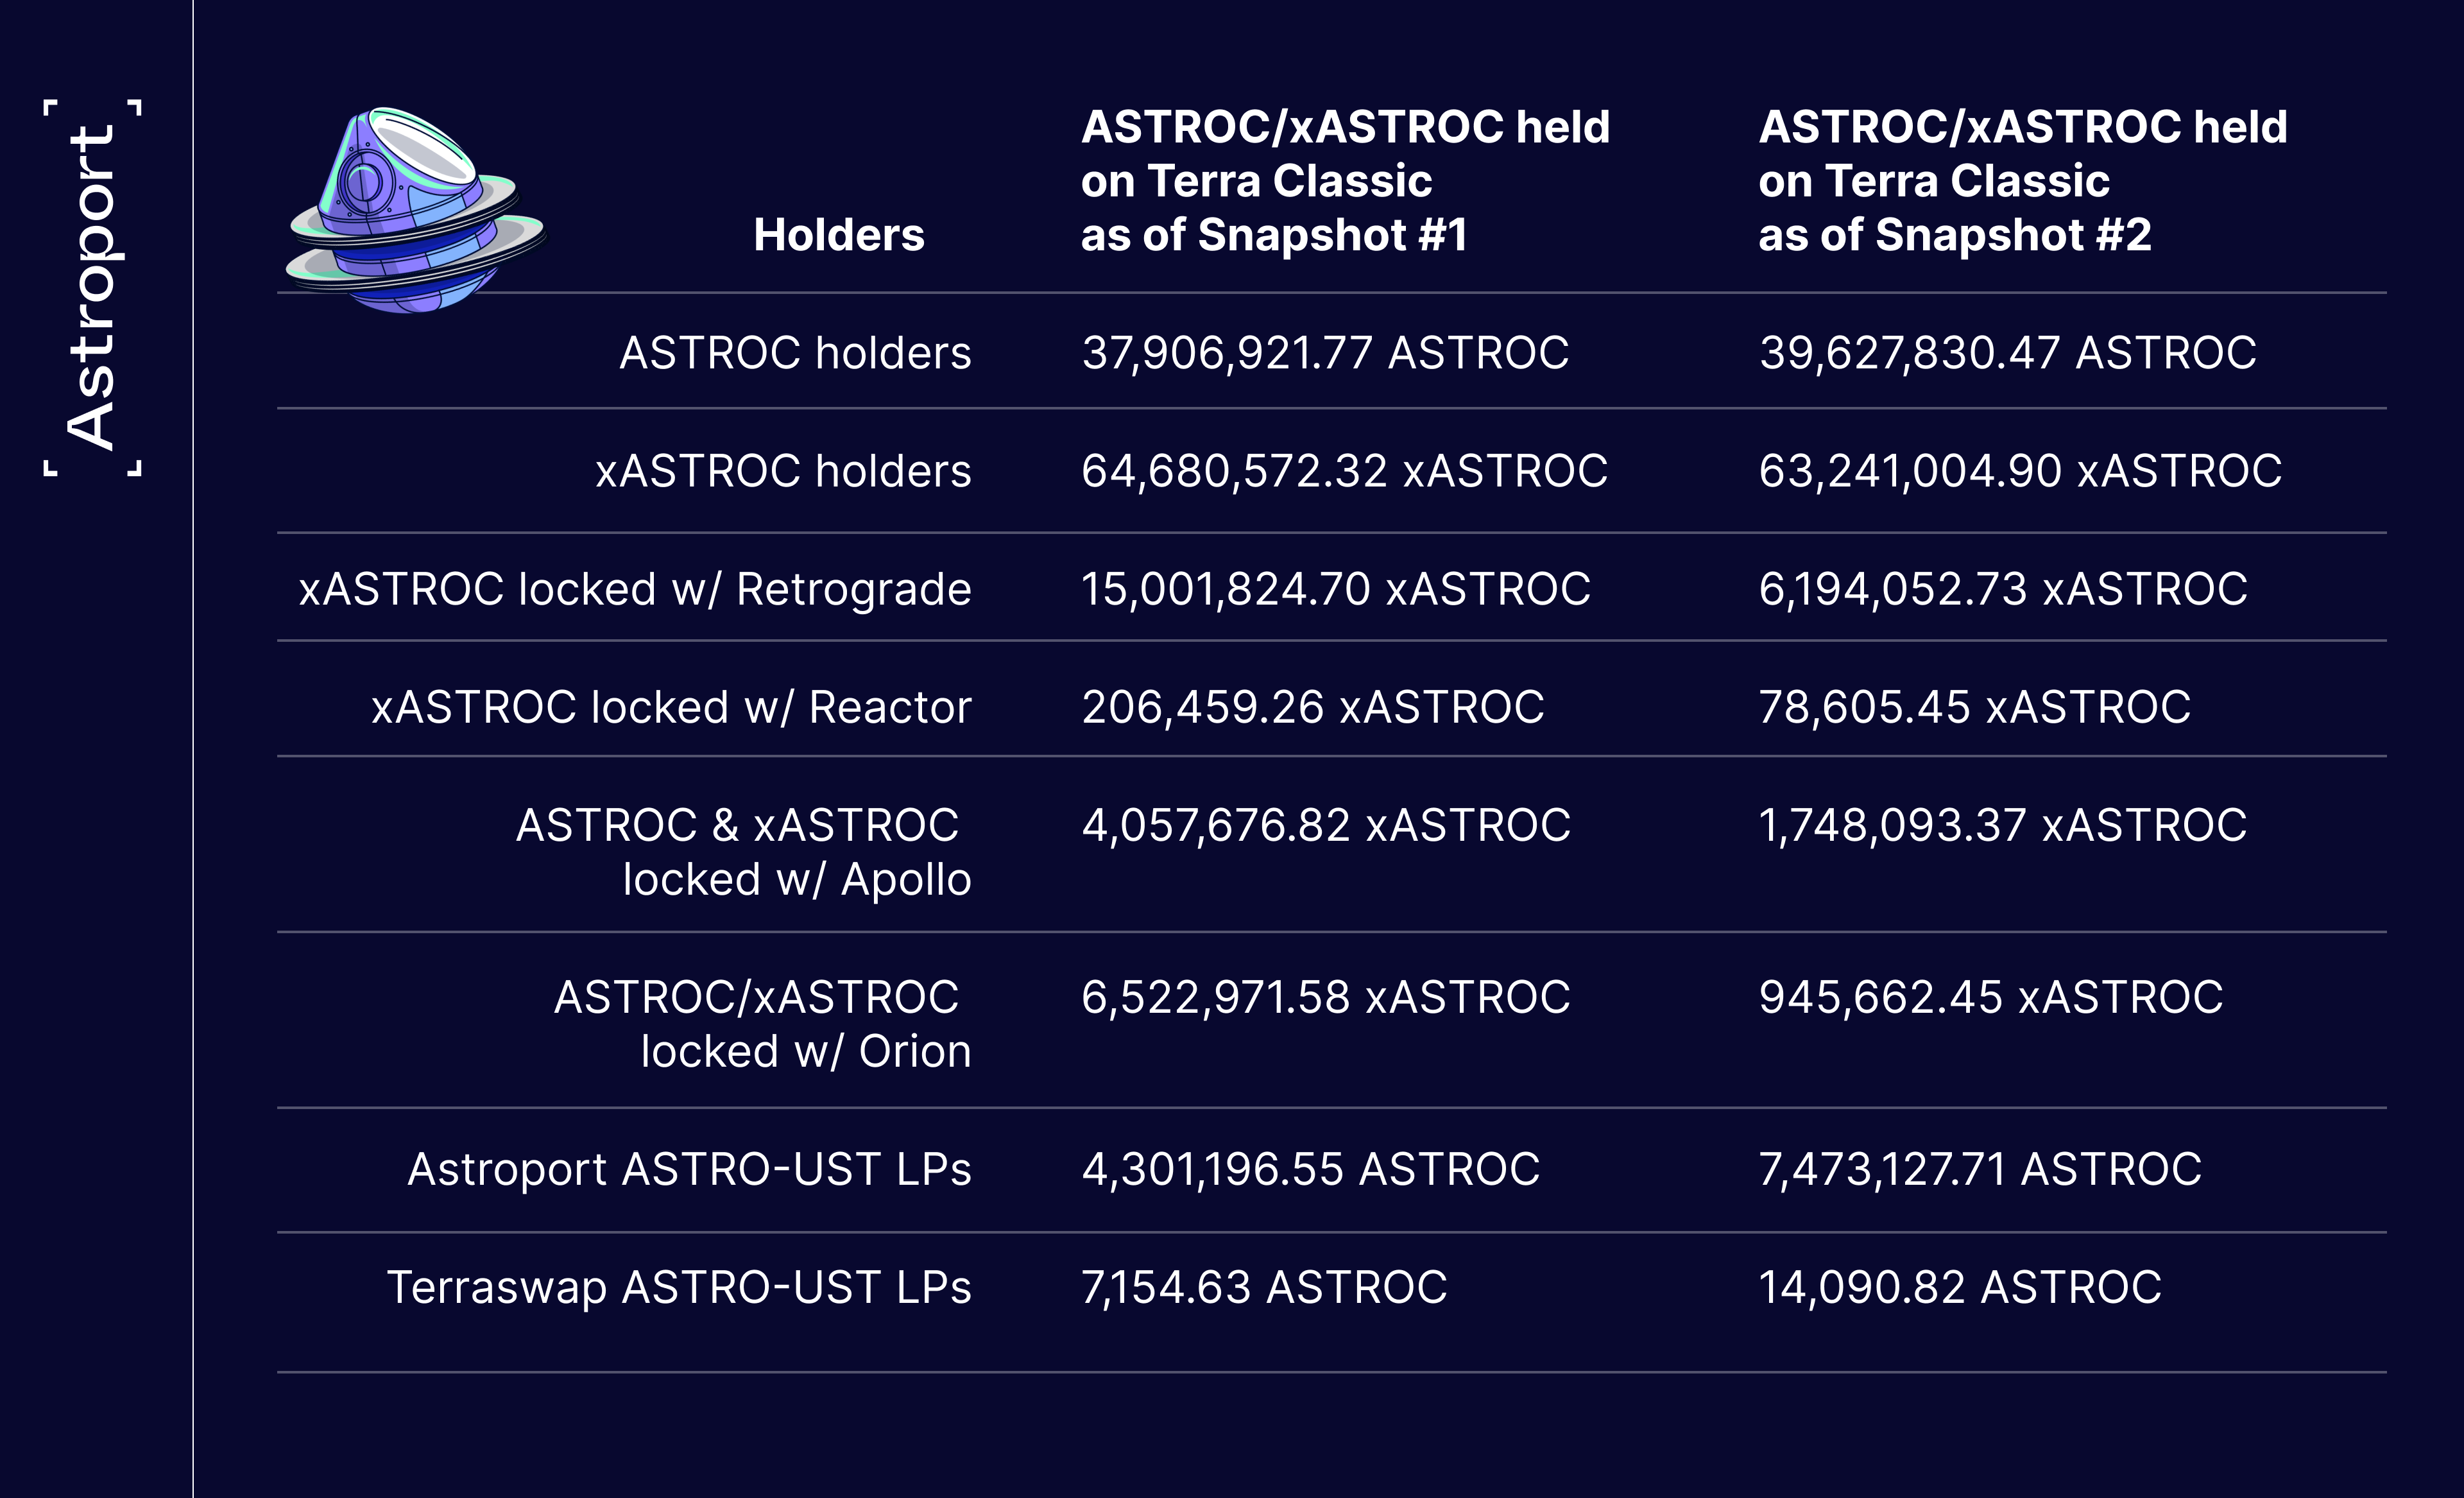 Astroport
Holders
ASTROC/xASTROC held
on Terra Classic
as of Snapshot #1
ASTROC/xASTROC held
on Terra Classic
as of Snapshot #2
ASTROC holders
37,906,921.77 ASTROC
39,627,830.47 ASTROC
xASTROC holders
64,680,572.32 xASTROC
63,241,004.90 xASTROC
xASTROC locked w/ Retrograde
15,001,824.70 xASTROC
6,194,052.73 xASTROC
xASTROC locked w/ Reactor
206,459.26 xASTROC
78,605.45 xASTROC
ASTROC & xASTROC
locked w/ Apollo
4,057,676.82 xASTROC
1,748,093.37 xASTROC
ASTROC/xASTROC
locked w/ Orion
6,522,971.58 xASTROC
945,662.45 xASTROC
Astroport ASTRO-UST LPs
4,301,196.55 ASTROC
7,473,127.71 ASTROC
Terraswap ASTRO-UST LPs
7,154.63 ASTROC
14,090.82 ASTROC